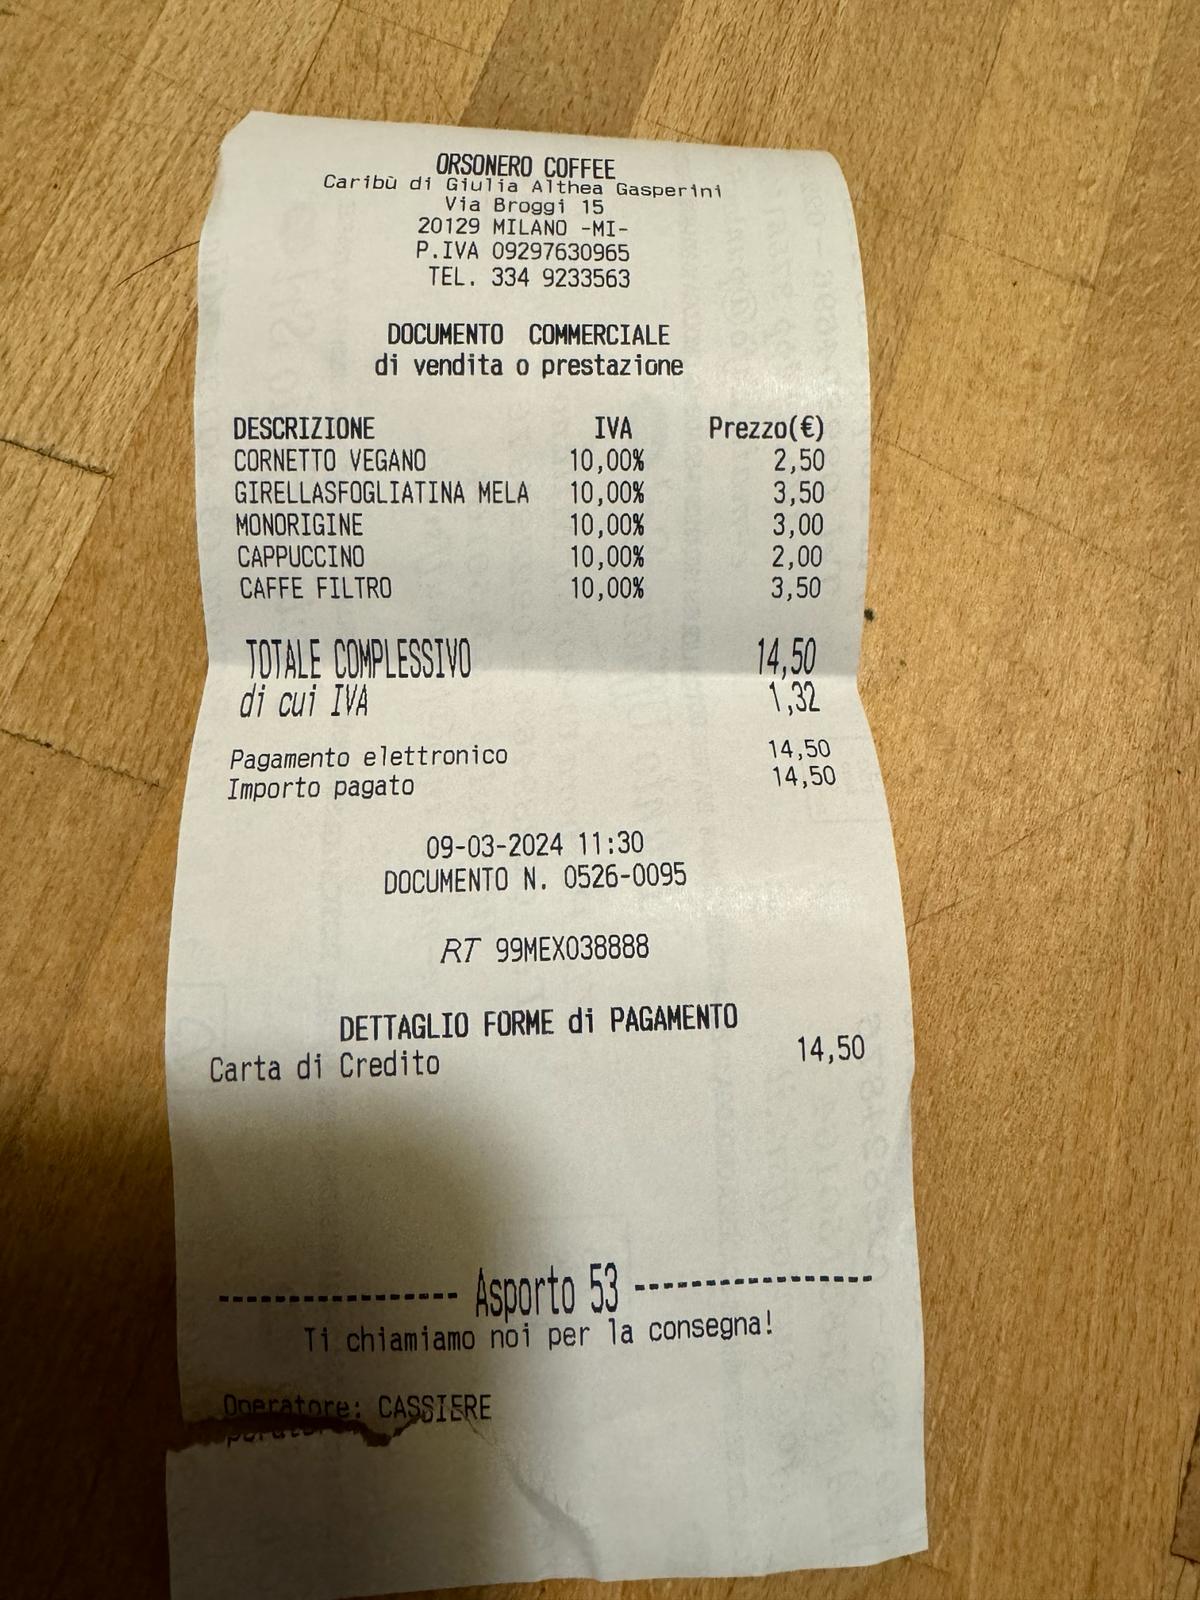 ORSONERO COFFEE
Caribù di Giulia Althea Gasperini
Via Broggi 15
20129 MILANO -MI-
P.IVA 09297630965
TEL. 334 9233563
DOCUMENTO COMMERCIALE
di vendita o prestazione
DESCRIZIONE IVA Prezzo(€)
CORNETTO VEGANO 10,00% 2,50
GIRELLASFOGLIATINA MELA 10,00% 3,50
MONORIGINE 10,00% 3,00
CAPPUCCINO 10,00% 2,00
CAFFE FILTRO 10,00% 3,50
TOTALE COMPLESSIVO 14,50
di cui IVA 1,32
Pagamento elettronico 14,50
Importo pagato 14,50
09-03-2024 11:30
DOCUMENTO N. 0526-0095
RT 99MEX038888
DETTAGLIO FORME di PAGAMENTO
Carta di Credito 14,50
----------------- Asporto 53 -----------------
Ti chiamiamo noi per la consegna!
Operatore: CASSIERE